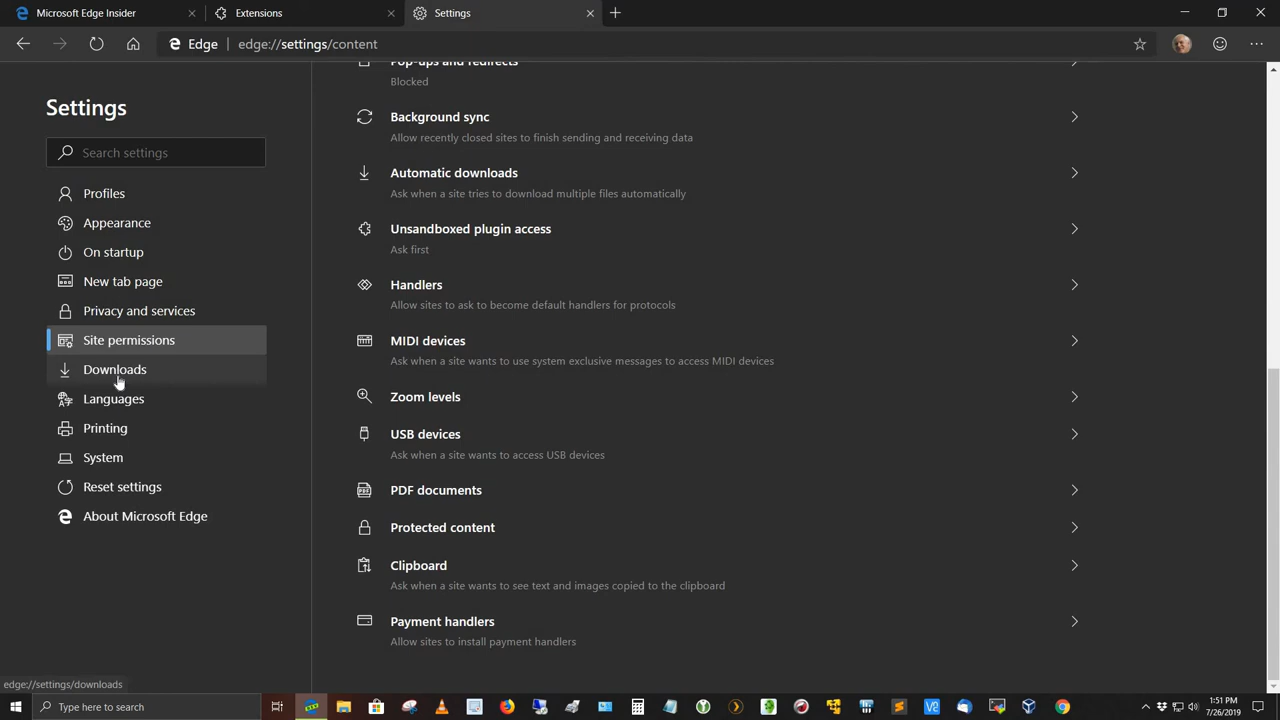 Microsoft Edge Insider
Extensions
Settings
Edge
edge://settings/content
Settings
Search settings
Profiles
Appearance
On startup
New tab page
Privacy and services
Site permissions
Downloads
Languages
Printing
System
Reset settings
About Microsoft Edge
Pop-ups and redirects
Blocked
Background sync
Allow recently closed sites to finish sending and receiving data
Automatic downloads
Ask when a site tries to download multiple files automatically
Unsandboxed plugin access
Ask first
Handlers
Allow sites to ask to become default handlers for protocols
MIDI devices
Ask when a site wants to use system exclusive messages to access MIDI devices
Zoom levels
USB devices
Ask when a site wants to access USB devices
PDF documents
Protected content
Clipboard
Ask when a site wants to see text and images copied to the clipboard
Payment handlers
Allow sites to install payment handlers
edge://settings/downloads
Type here to search
1:51 PM
7/26/2019